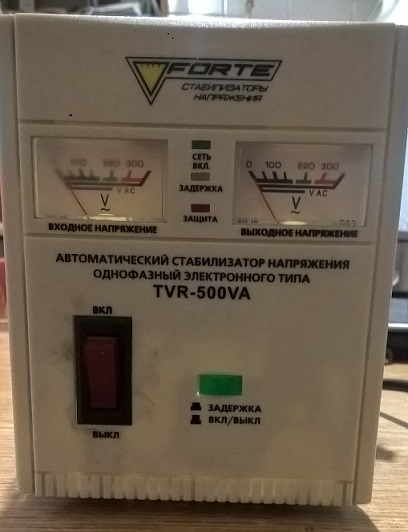 FORTE
СТАБИЛИЗАТОРЫ
НАПРЯЖЕНИЯ
100 220 300
V AC
V
~
ВХОДНОЕ НАПРЯЖЕНИЕ
СЕТЬ
ВКЛ.
ЗАДЕРЖКА
ЗАЩИТА
0 100 220 300
V AC
V
~
ВЫХОДНОЕ НАПРЯЖЕНИЕ
АВТОМАТИЧЕСКИЙ СТАБИЛИЗАТОР НАПРЯЖЕНИЯ
ОДНОФАЗНЫЙ ЭЛЕКТРОННОГО ТИПА
TVR-500VA
ВКЛ
ВЫКЛ
ЗАДЕРЖКА
ВКЛ/ВЫКЛ